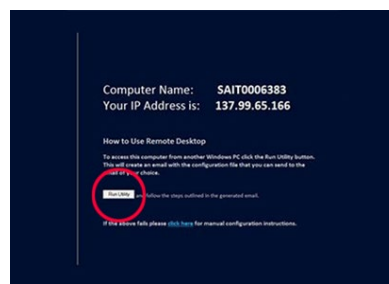 Computer Name: SAIT0006383
Your IP Address is: 137.99.65.166
How to Use Remote Desktop
To access this computer from another Windows PC click the Run Utility button.
This will create an email with the configuration file that you can send to the
email of your choice.
Run Utility and follow the steps outlined in the generated email.
If the above fails please click here for manual configuration instructions.